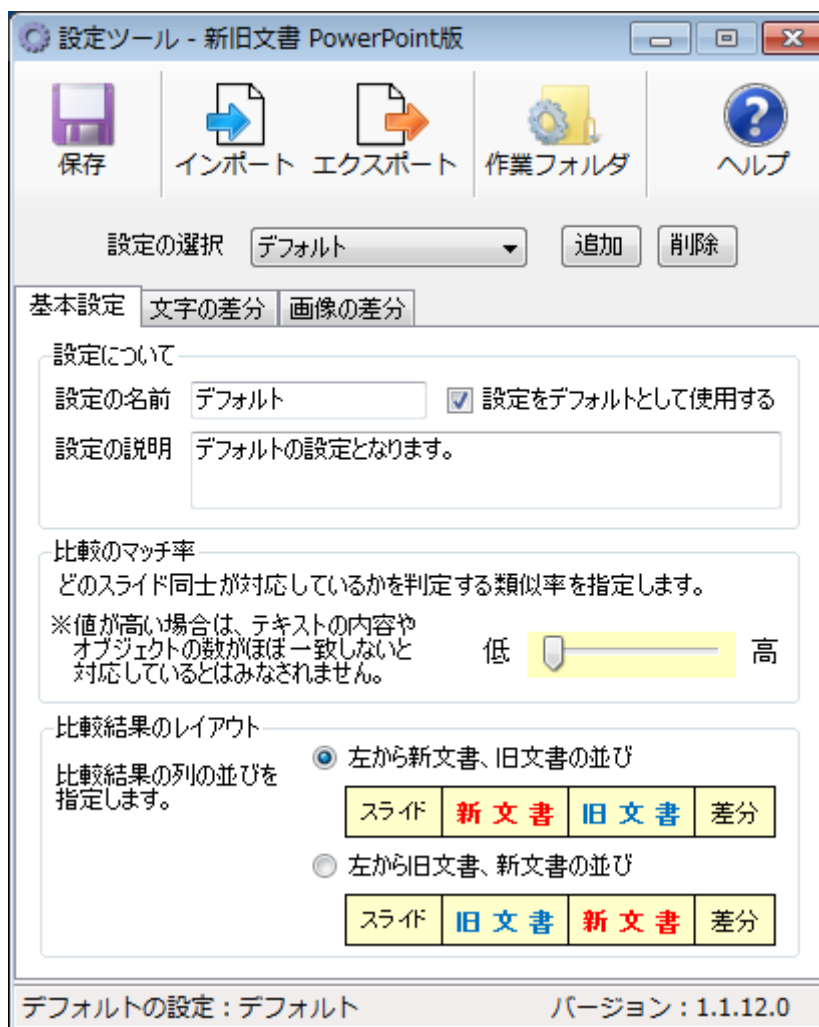 設定ツール - 新旧文書 PowerPoint版
保存 インポート エクスポート 作業フォルダ ヘルプ
設定の選択 デフォルト 追加 削除
基本設定 文字の差分 画像の差分
設定について
設定の名前 デフォルト 設定をデフォルトとして使用する
設定の説明 デフォルトの設定となります。
比較のマッチ率
どのスライド同士が対応しているかを判定する類似率を指定します。
※値が高い場合は、テキストの内容や
オブジェクトの数がほぼ一致しないと
対応しているとはみなされません。
低 高
比較結果のレイアウト
比較結果の列の並びを
指定します。
左から新文書、旧文書の並び
スライド 新文書 旧文書 差分
左から旧文書、新文書の並び
スライド 旧文書 新文書 差分
デフォルトの設定：デフォルト バージョン：1.1.12.0